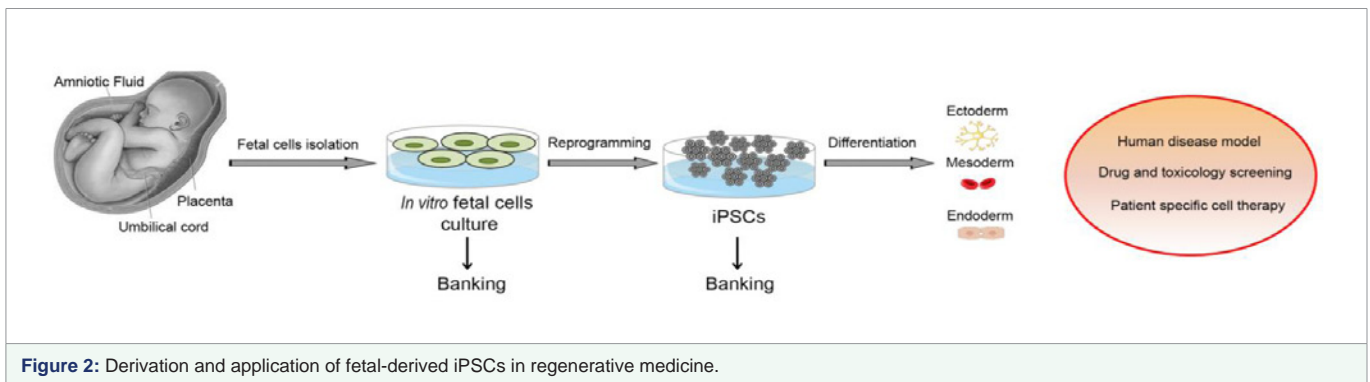 Amniotic Fluid
Placenta
Umbilical cord
Fetal cells isolation
In vitro fetal cells
culture
Banking
Reprogramming
iPSCs
Banking
Differentiation
Ectoderm
Mesoderm
Endoderm
Human disease model
Drug and toxicology screening
Patient specific cell therapy
Figure 2: Derivation and application of fetal-derived iPSCs in regenerative medicine.